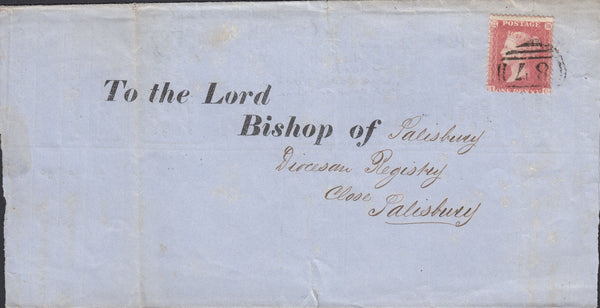 POSTAGE
To the Lord
Bishop of Salisbury
Diocesan Registry
Close
Salisbury